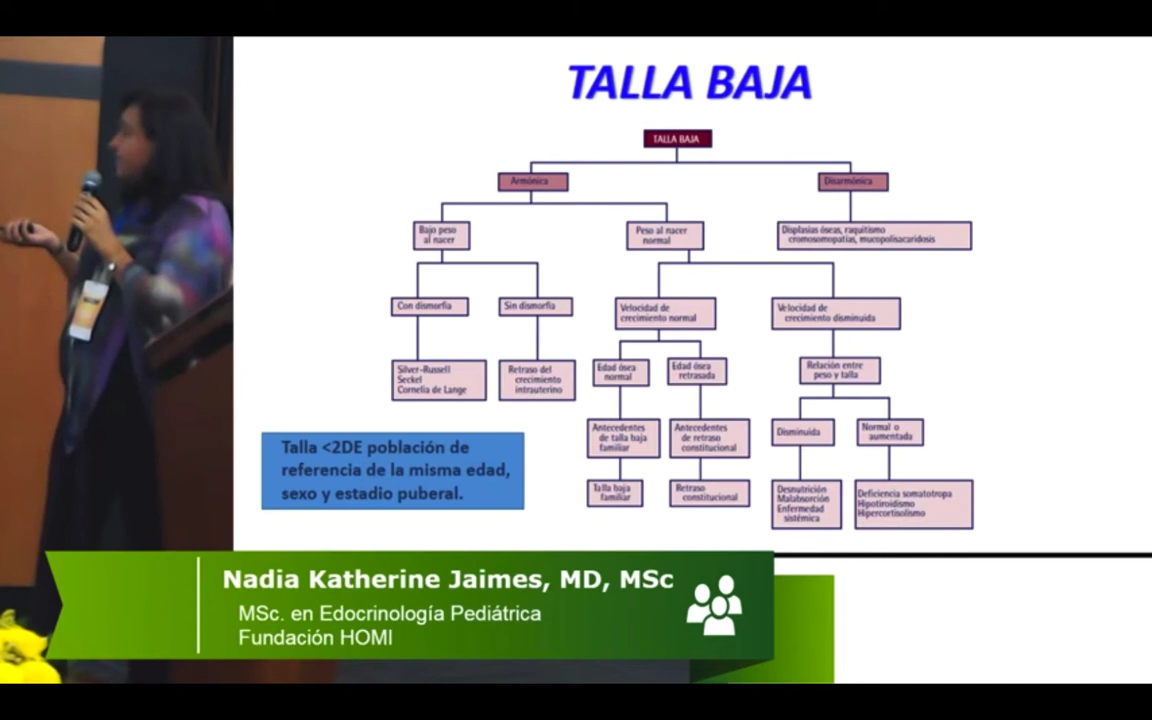 TALLA BAJA
TALLA BAJA
Armónica
Disarmónica
Bajo peso
al nacer
Peso al nacer
normal
Displasias óseas, raquitismo
cromosomopatías, mucopolisacaridosis
Con dismorfia
Sin dismorfia
Velocidad de
crecimiento normal
Velocidad de
crecimiento disminuida
Silver-Russell
Seckel
Cornelia de Lange
Retraso del
crecimiento
intrauterino
Edad ósea
normal
Edad ósea
retrasada
Relación entre
peso y talla
Antecedentes
de talla baja
familiar
Antecedentes
de retraso
constitucional
Disminuida
Normal o
aumentada
Talla baja
familiar
Retraso
constitucional
Desnutrición
Malabsorción
Enfermedad
sistémica
Deficiencia somatotropa
Hipotiroidismo
Hipercortisolismo
Talla <2DE población de
referencia de la misma edad,
sexo y estadio puberal.
Nadia Katherine Jaimes, MD, MSc
MSc. en Edocrinología Pediátrica
Fundación HOMI